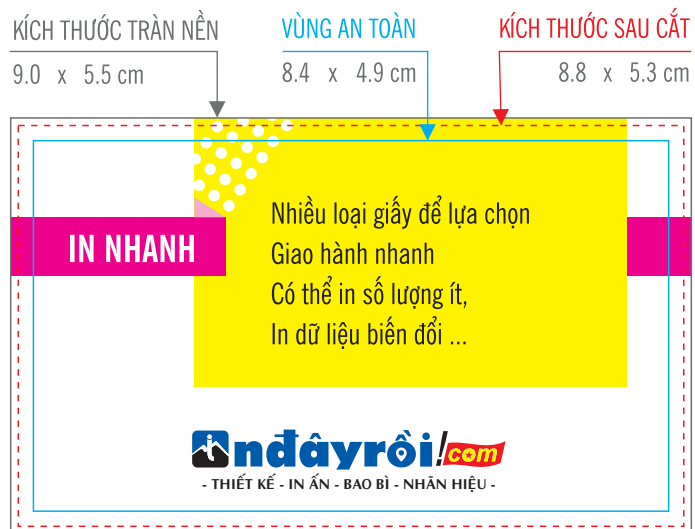 KÍCH THƯỚC TRÀN NỀN
9.0 x 5.5 cm
VÙNG AN TOÀN
8.4 x 4.9 cm
KÍCH THƯỚC SAU CẮT
8.8 x 5.3 cm
IN NHANH
Nhiều loại giấy để lựa chọn
Giao hành nhanh
Có thể in số lượng ít,
In dữ liệu biến đổi ...
inđâyrồi!.com
- THIẾT KẾ - IN ẤN - BAO BÌ - NHÃN HIỆU -